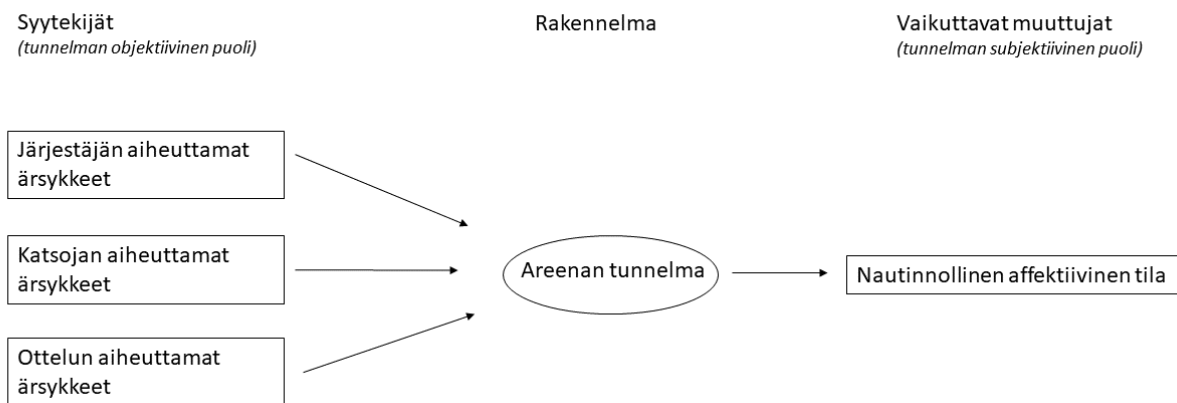 Syytekijät
(tunnelman objektiivinen puoli)
Rakennelma
Vaikuttavat muuttujat
(tunnelman subjektiivinen puoli)
Järjestäjän aiheuttamat
ärsykkeet
Katsojan aiheuttamat
ärsykkeet
Ottelun aiheuttamat
ärsykkeet
Areenan tunnelma
Nautinnollinen affektiivinen tila